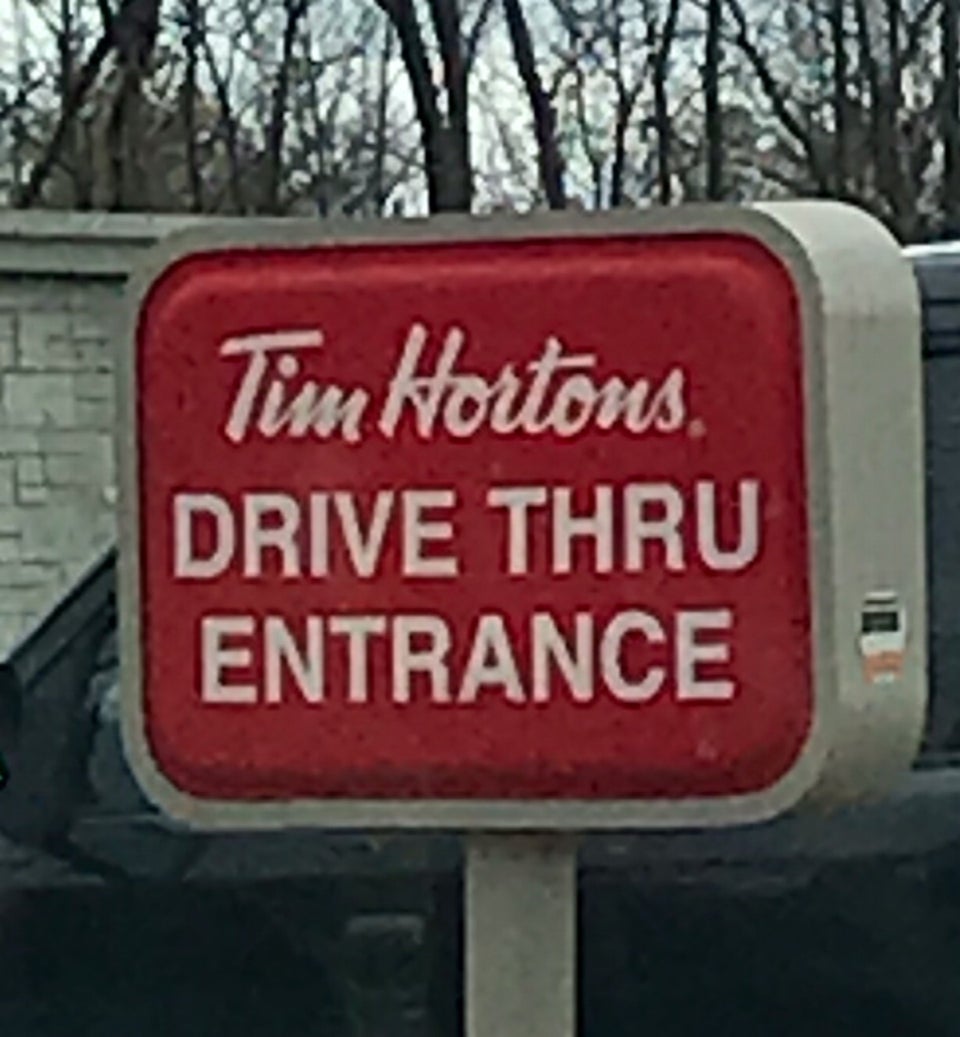 Tim Hortons
DRIVE THRU
ENTRANCE